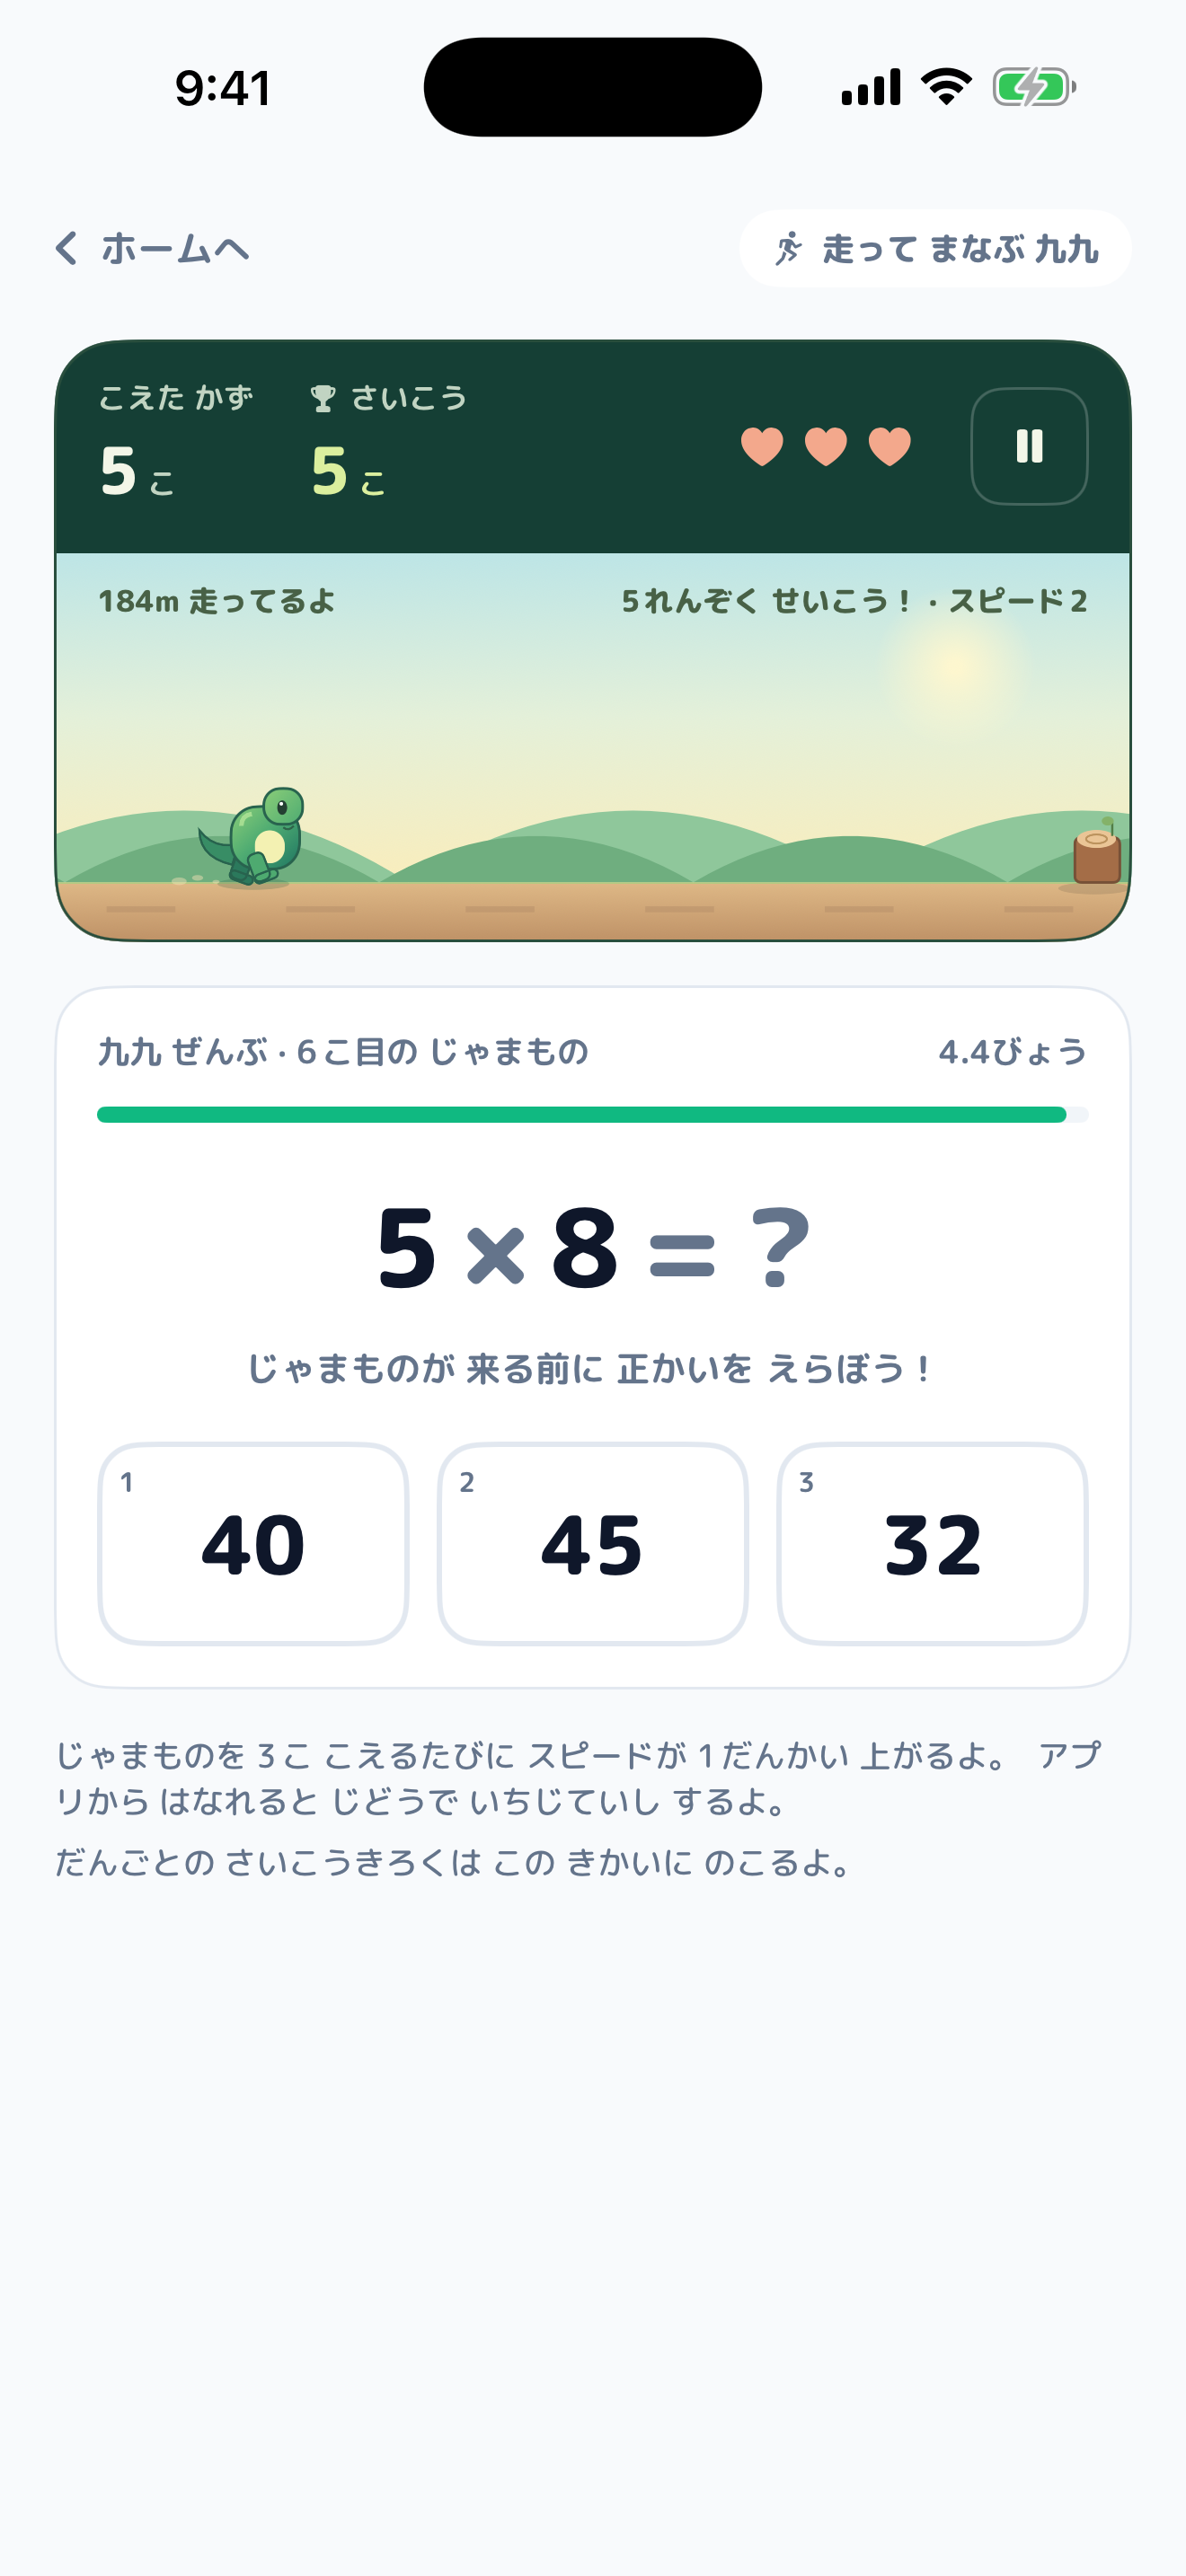 9:41
ホームへ
走って まなぶ 九九
こえた かず
さいこう
5 こ
5 こ
184m 走ってるよ
5れんぞく せいこう！ · スピード2
九九 ぜんぶ · 6こ目の じゃまもの
4.4びょう
5 × 8 = ?
じゃまものが 来る前に 正かいを えらぼう！
1
40
2
45
3
32
じゃまものを 3こ こえるたびに スピードが 1だんかい 上がるよ。 アプ
リから はなれると じどうで いちじていし するよ。
だんごとの さいこうきろくは この きかいに のこるよ。